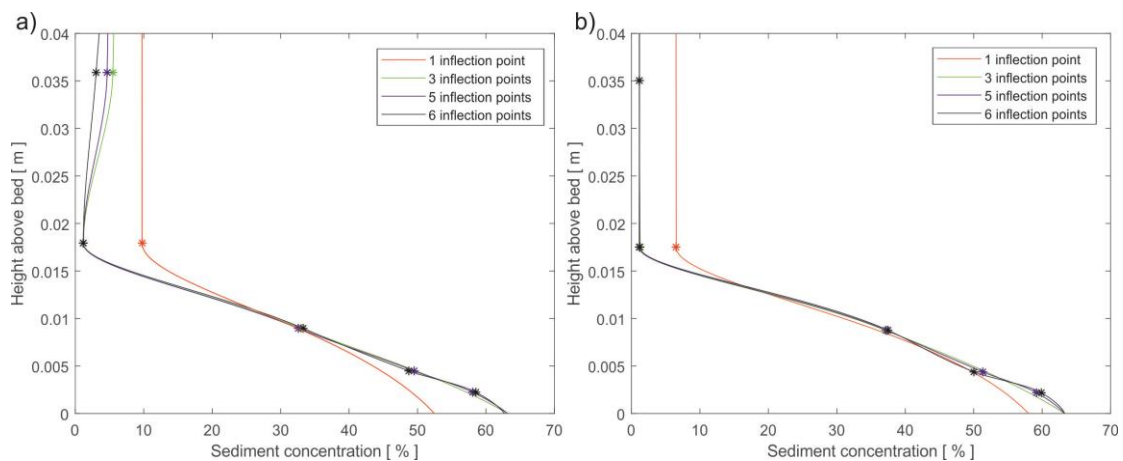 a)
0.04
0.035
0.03
0.025
0.02
0.015
0.01
0.005
0
Height above bed [ m ]
1 inflection point
3 inflection points
5 inflection points
6 inflection points
0 10 20 30 40 50 60 70
Sediment concentration [ % ]
b)
0.04
0.035
0.03
0.025
0.02
0.015
0.01
0.005
0
Height above bed [ m ]
1 inflection point
3 inflection points
5 inflection points
6 inflection points
0 10 20 30 40 50 60 70
Sediment concentration [ % ]